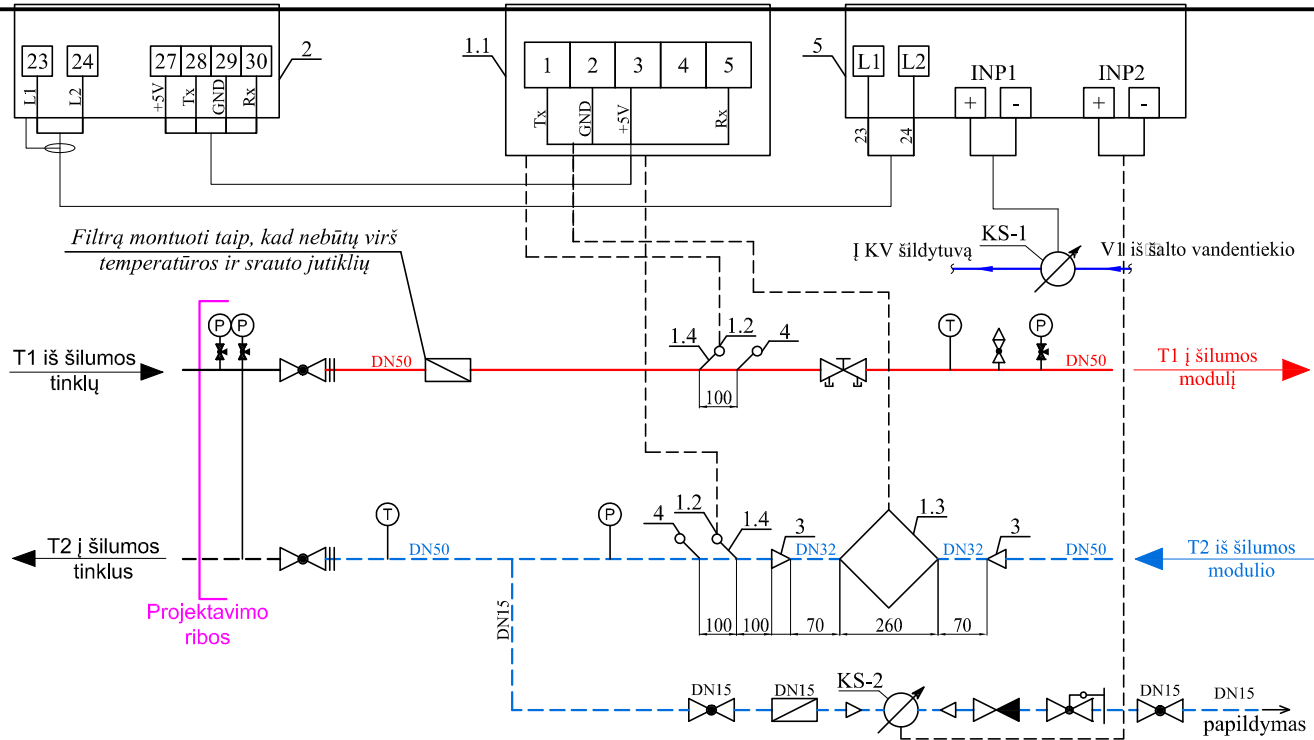 23 24 27 28 29 30 2
L1 L2 +5V Tx GND Rx
1.1
1 2 3 4 5
Tx GND +5V Rx
5
L1 L2 INP1 INP2
+ - + -
23 24
Filtrą montuoti taip, kad nebūtų virš
temperatūros ir srauto jutiklių
KS-1
Į KV šildytuvą
V1 iš šalto vandentiekio
P P
1.4 1.2 4
T P
T1 iš šilumos
tinklų
DN50
DN50
T1 į šilumos
modulį
100
T P
4 1.2 1.4 3
1.3
3
T2 į šilumos
tinklus
DN50
DN32
DN32
DN50
T2 iš šilumos
modulio
Projektavimo
ribos
DN15
100 100 70 260 70
DN15
DN15
KS-2
DN15
DN15
papildymas